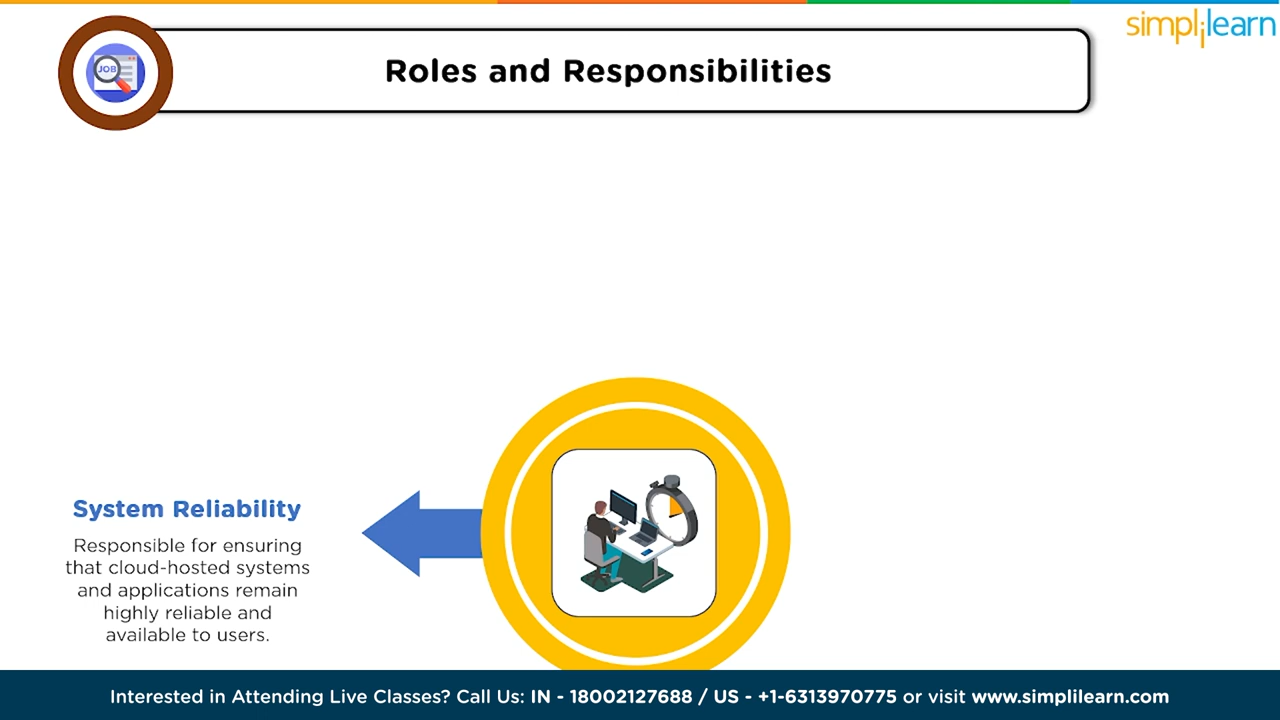 simplilearn
JOB
Roles and Responsibilities
System Reliability
Responsible for ensuring
that cloud-hosted systems
and applications remain
highly reliable and
available to users.
Interested in Attending Live Classes? Call Us: IN - 18002127688 / US - +1-6313970775 or visit www.simplilearn.com